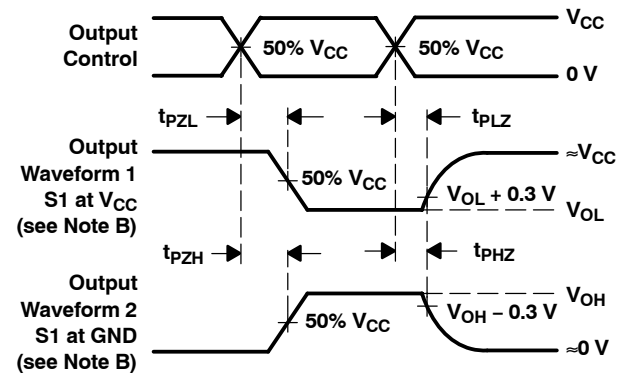 Output
Control
50% VCC
50% VCC
VCC
0 V
tPZL
tPLZ
Output
Waveform 1
S1 at VCC
(see Note B)
50% VCC
≈VCC
VOL + 0.3 V
VOL
tPZH
tPHZ
Output
Waveform 2
S1 at GND
(see Note B)
50% VCC
VOH
VOH − 0.3 V
≈0 V